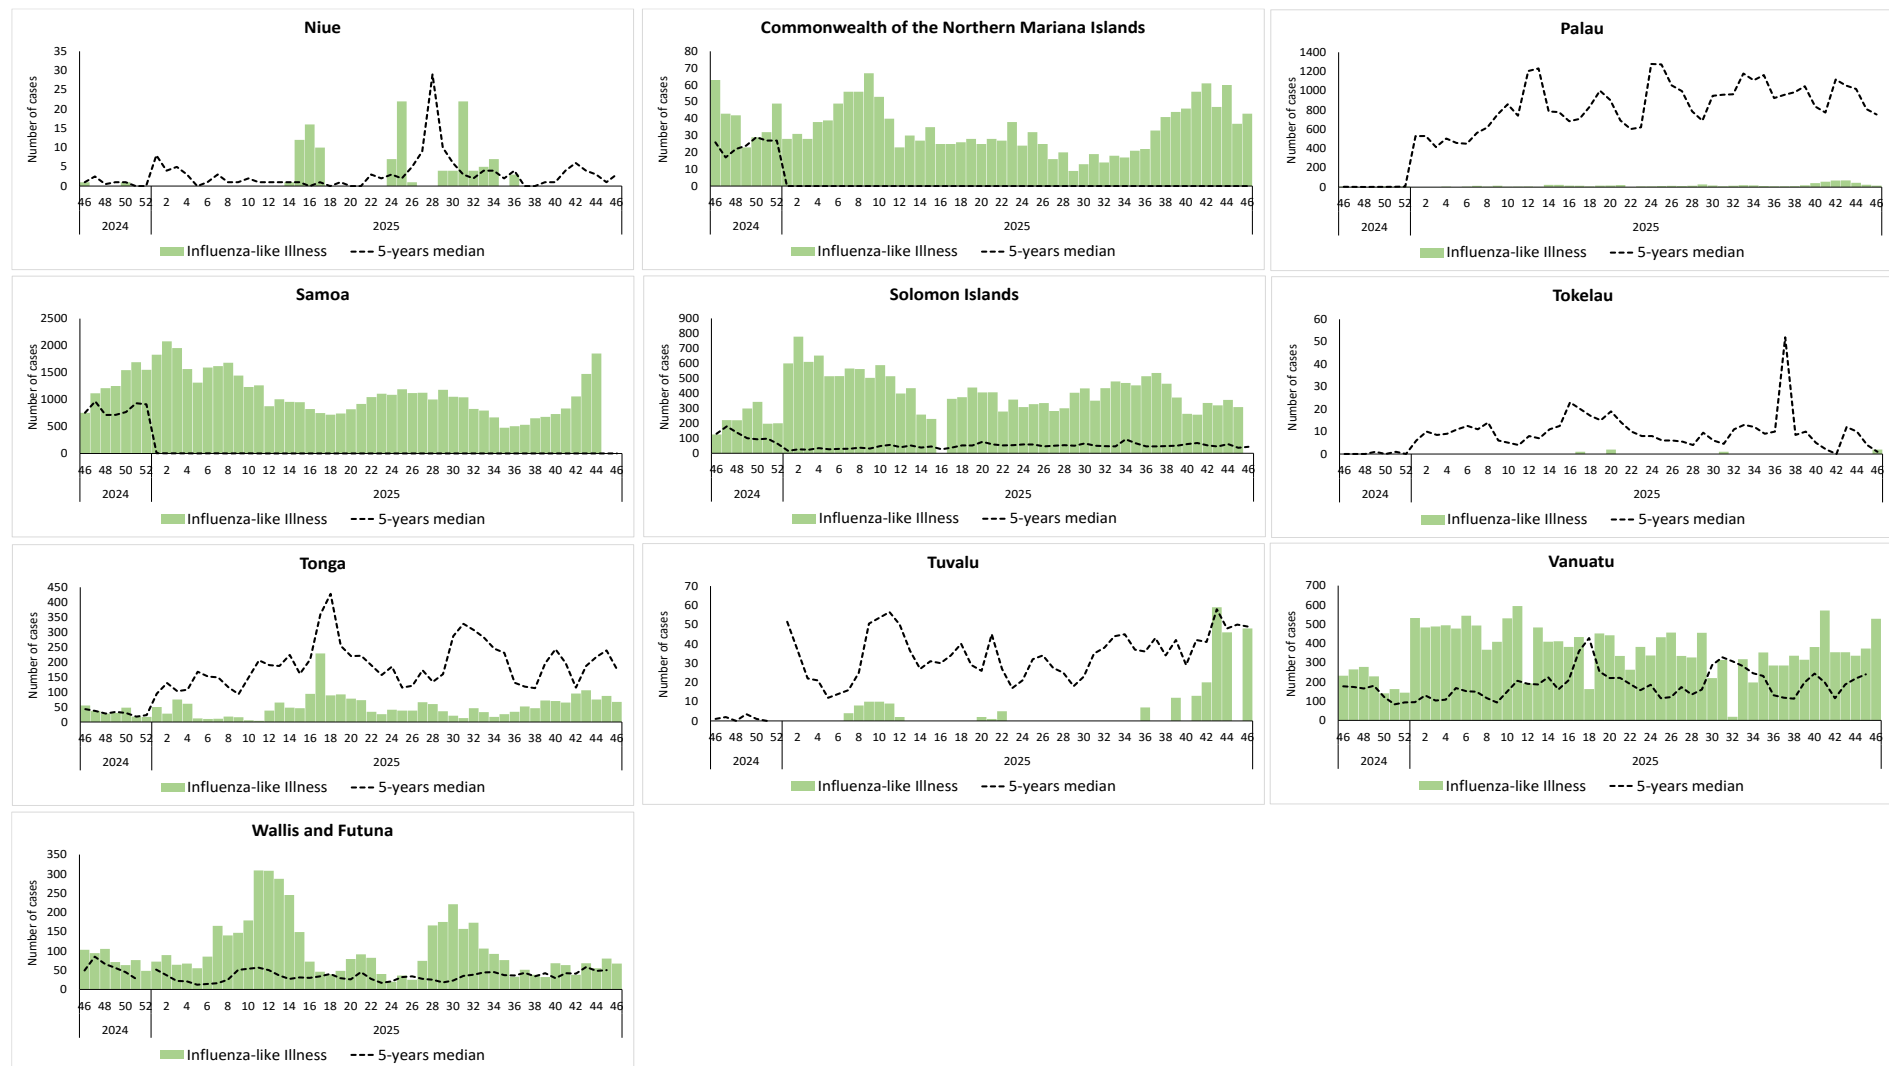 Niue
Number of cases
35
30
25
20
15
10
5
0
46 48 50 52 2 4 6 8 10 12 14 16 18 20 22 24 26 28 30 32 34 36 38 40 42 44 46
2024 2025
Influenza-like Illness 5-years median
Commonwealth of the Northern Mariana Islands
Number of cases
80
70
60
50
40
30
20
10
0
46 48 50 52 2 4 6 8 10 12 14 16 18 20 22 24 26 28 30 32 34 36 38 40 42 44 46
2024 2025
Influenza-like Illness 5-years median
Palau
Number of cases
1400
1200
1000
800
600
400
200
0
46 48 50 52 2 4 6 8 10 12 14 16 18 20 22 24 26 28 30 32 34 36 38 40 42 44 46
2024 2025
Influenza-like Illness 5-years median
Samoa
Number of cases
2500
2000
1500
1000
500
0
46 48 50 52 2 4 6 8 10 12 14 16 18 20 22 24 26 28 30 32 34 36 38 40 42 44 46
2024 2025
Influenza-like Illness 5-years median
Solomon Islands
Number of cases
900
800
700
600
500
400
300
200
100
0
46 48 50 52 2 4 6 8 10 12 14 16 18 20 22 24 26 28 30 32 34 36 38 40 42 44 46
2024 2025
Influenza-like Illness 5-years median
Tokelau
Number of cases
60
50
40
30
20
10
0
46 48 50 52 2 4 6 8 10 12 14 16 18 20 22 24 26 28 30 32 34 36 38 40 42 44 46
2024 2025
Influenza-like Illness 5-years median
Tonga
Number of cases
450
400
350
300
250
200
150
100
50
0
46 48 50 52 2 4 6 8 10 12 14 16 18 20 22 24 26 28 30 32 34 36 38 40 42 44 46
2024 2025
Influenza-like Illness 5-years median
Tuvalu
Number of cases
70
60
50
40
30
20
10
0
46 48 50 52 2 4 6 8 10 12 14 16 18 20 22 24 26 28 30 32 34 36 38 40 42 44 46
2024 2025
Influenza-like Illness 5-years median
Vanuatu
Number of cases
700
600
500
400
300
200
100
0
46 48 50 52 2 4 6 8 10 12 14 16 18 20 22 24 26 28 30 32 34 36 38 40 42 44 46
2024 2025
Influenza-like Illness 5-years median
Wallis and Futuna
Number of cases
350
300
250
200
150
100
50
0
46 48 50 52 2 4 6 8 10 12 14 16 18 20 22 24 26 28 30 32 34 36 38 40 42 44 46
2024 2025
Influenza-like Illness 5-years median